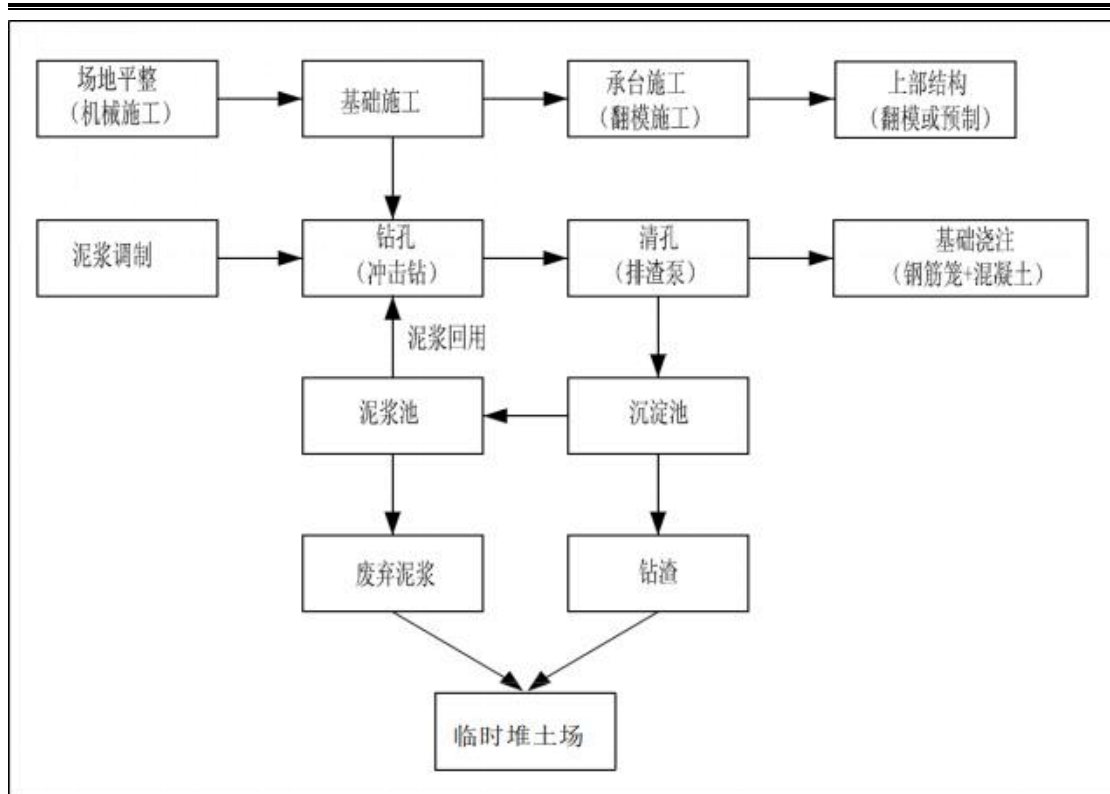 场地平整
（机械施工）
基础施工
承台施工
（翻模施工）
上部结构
（翻模或预制）
泥浆调制
钻孔
（冲击钻）
清孔
（排渣泵）
基础浇注
（钢筋笼+混凝土）
泥浆回用
泥浆池
沉淀池
废弃泥浆
钻渣
临时堆土场